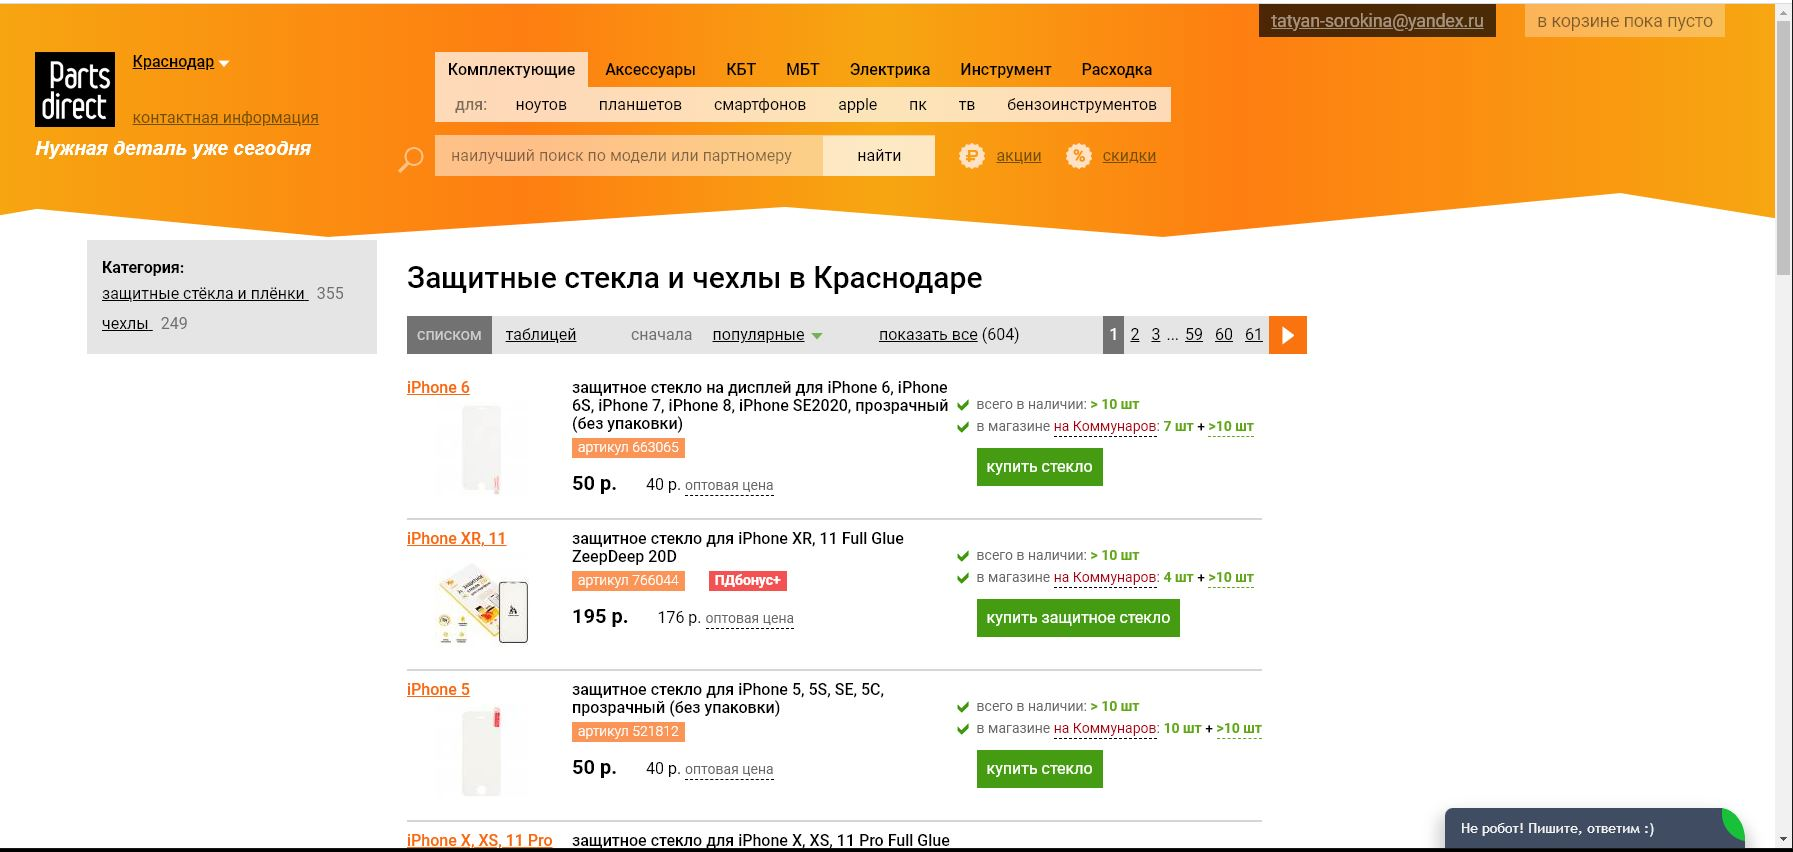 tatyan-sorokina@yandex.ru
в корзине пока пусто
Parts
direct
Краснодар
контактная информация
Нужная деталь уже сегодня
Комплектующие Аксессуары КБТ МБТ Электрика Инструмент Расходка
для: ноутов планшетов смартфонов apple пк тв бензоинструментов
наилучший поиск по модели или партномеру найти ₽ акции % скидки
Категория:
защитные стёкла и плёнки 355
чехлы 249
Защитные стекла и чехлы в Краснодаре
списком таблицей сначала популярные показать все (604) 1 2 3 ... 59 60 61
iPhone 6
защитное стекло на дисплей для iPhone 6, iPhone
6S, iPhone 7, iPhone 8, iPhone SE2020, прозрачный
(без упаковки)
артикул 663065
50 р. 40 р. оптовая цена
всего в наличии: > 10 шт
в магазине на Коммунаров: 7 шт + >10 шт
купить стекло
iPhone XR, 11
защитное стекло для iPhone XR, 11 Full Glue
ZeepDeep 20D
артикул 766044 ПДбонус+
195 р. 176 р. оптовая цена
всего в наличии: > 10 шт
в магазине на Коммунаров: 4 шт + >10 шт
купить защитное стекло
iPhone 5
защитное стекло для iPhone 5, 5S, SE, 5C,
прозрачный (без упаковки)
артикул 521812
50 р. 40 р. оптовая цена
всего в наличии: > 10 шт
в магазине на Коммунаров: 10 шт + >10 шт
купить стекло
iPhone X, XS, 11 Pro
защитное стекло для iPhone X, XS, 11 Pro Full Glue
Не робот! Пишите, ответим :)